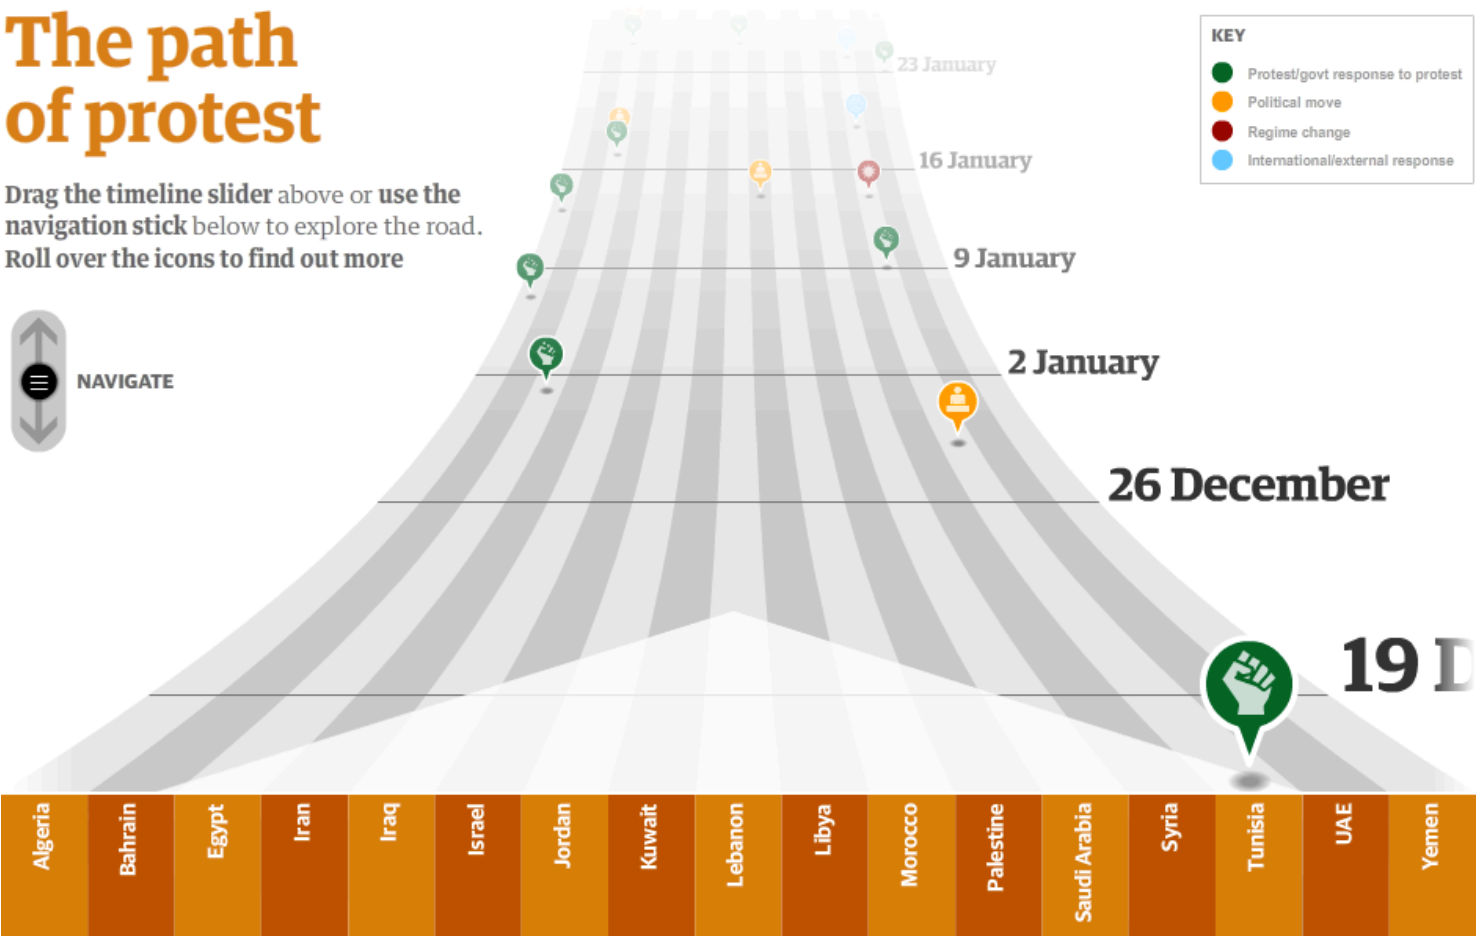 The path
of protest
Drag the timeline slider above or use the
navigation stick below to explore the road.
Roll over the icons to find out more
NAVIGATE
KEY
Protest/govt response to protest
Political move
Regime change
International/external response
23 January
16 January
9 January
2 January
26 December
19 D
Algeria
Bahrain
Egypt
Iran
Iraq
Israel
Jordan
Kuwait
Lebanon
Libya
Morocco
Palestine
Saudi Arabia
Syria
Tunisia
UAE
Yemen